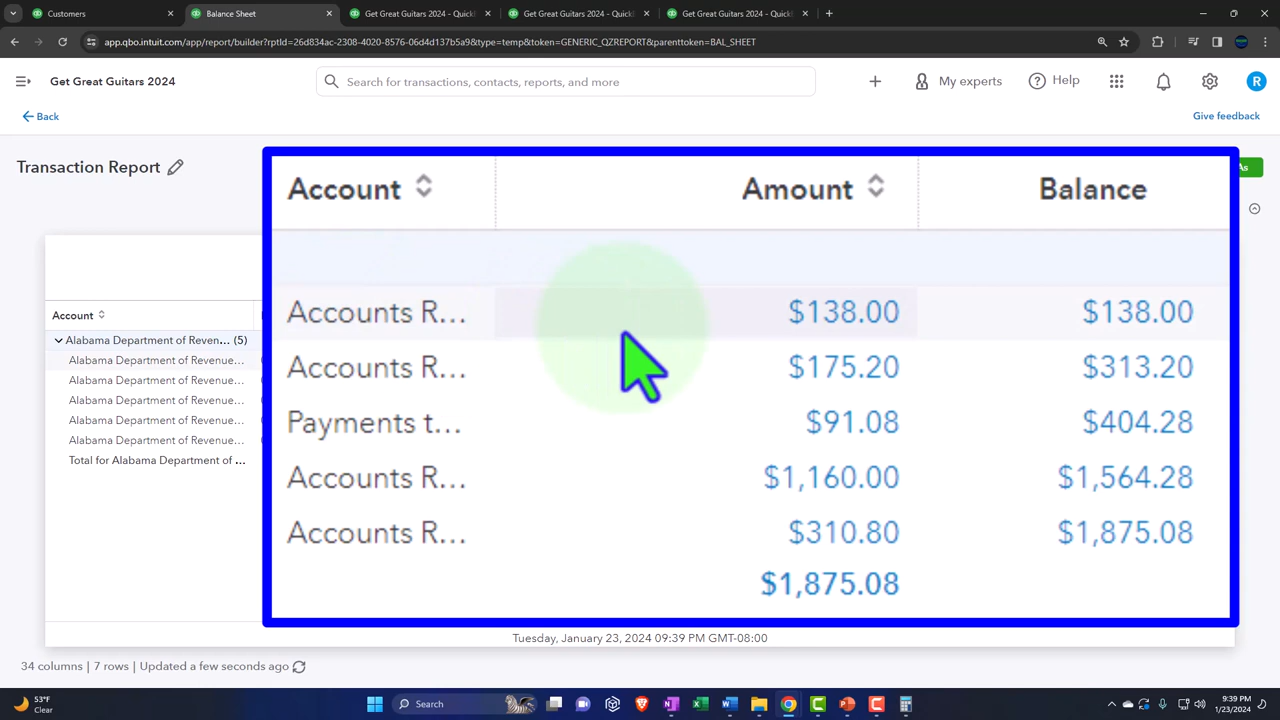 Customers
Balance Sheet
Get Great Guitars 2024 - Quick
Get Great Guitars 2024 - Quick
Get Great Guitars 2024 - Quick
app.qbo.intuit.com/app/report/builder?rptId=26d834ac-2308-4020-8576-06d4d137b5a9&type=temp&token=GENERIC_QZREPORT&parenttoken=BAL_SHEET
Get Great Guitars 2024
Search for transactions, contacts, reports, and more
My experts
Help
R
Back
Give feedback
Transaction Report
As
Account Amount Balance
Accounts R... $138.00 $138.00
Accounts R... $175.20 $313.20
Payments t... $91.08 $404.28
Accounts R... $1,160.00 $1,564.28
Accounts R... $310.80 $1,875.08
$1,875.08
Account
Alabama Department of Reven... (5)
Alabama Department of Revenue...
Alabama Department of Revenue...
Alabama Department of Revenue...
Alabama Department of Revenue...
Alabama Department of Revenue...
Total for Alabama Department of ...
Tuesday, January 23, 2024 09:39 PM GMT-08:00
34 columns | 7 rows | Updated a few seconds ago
53°F
Clear
Search
9:39 PM
1/23/2024